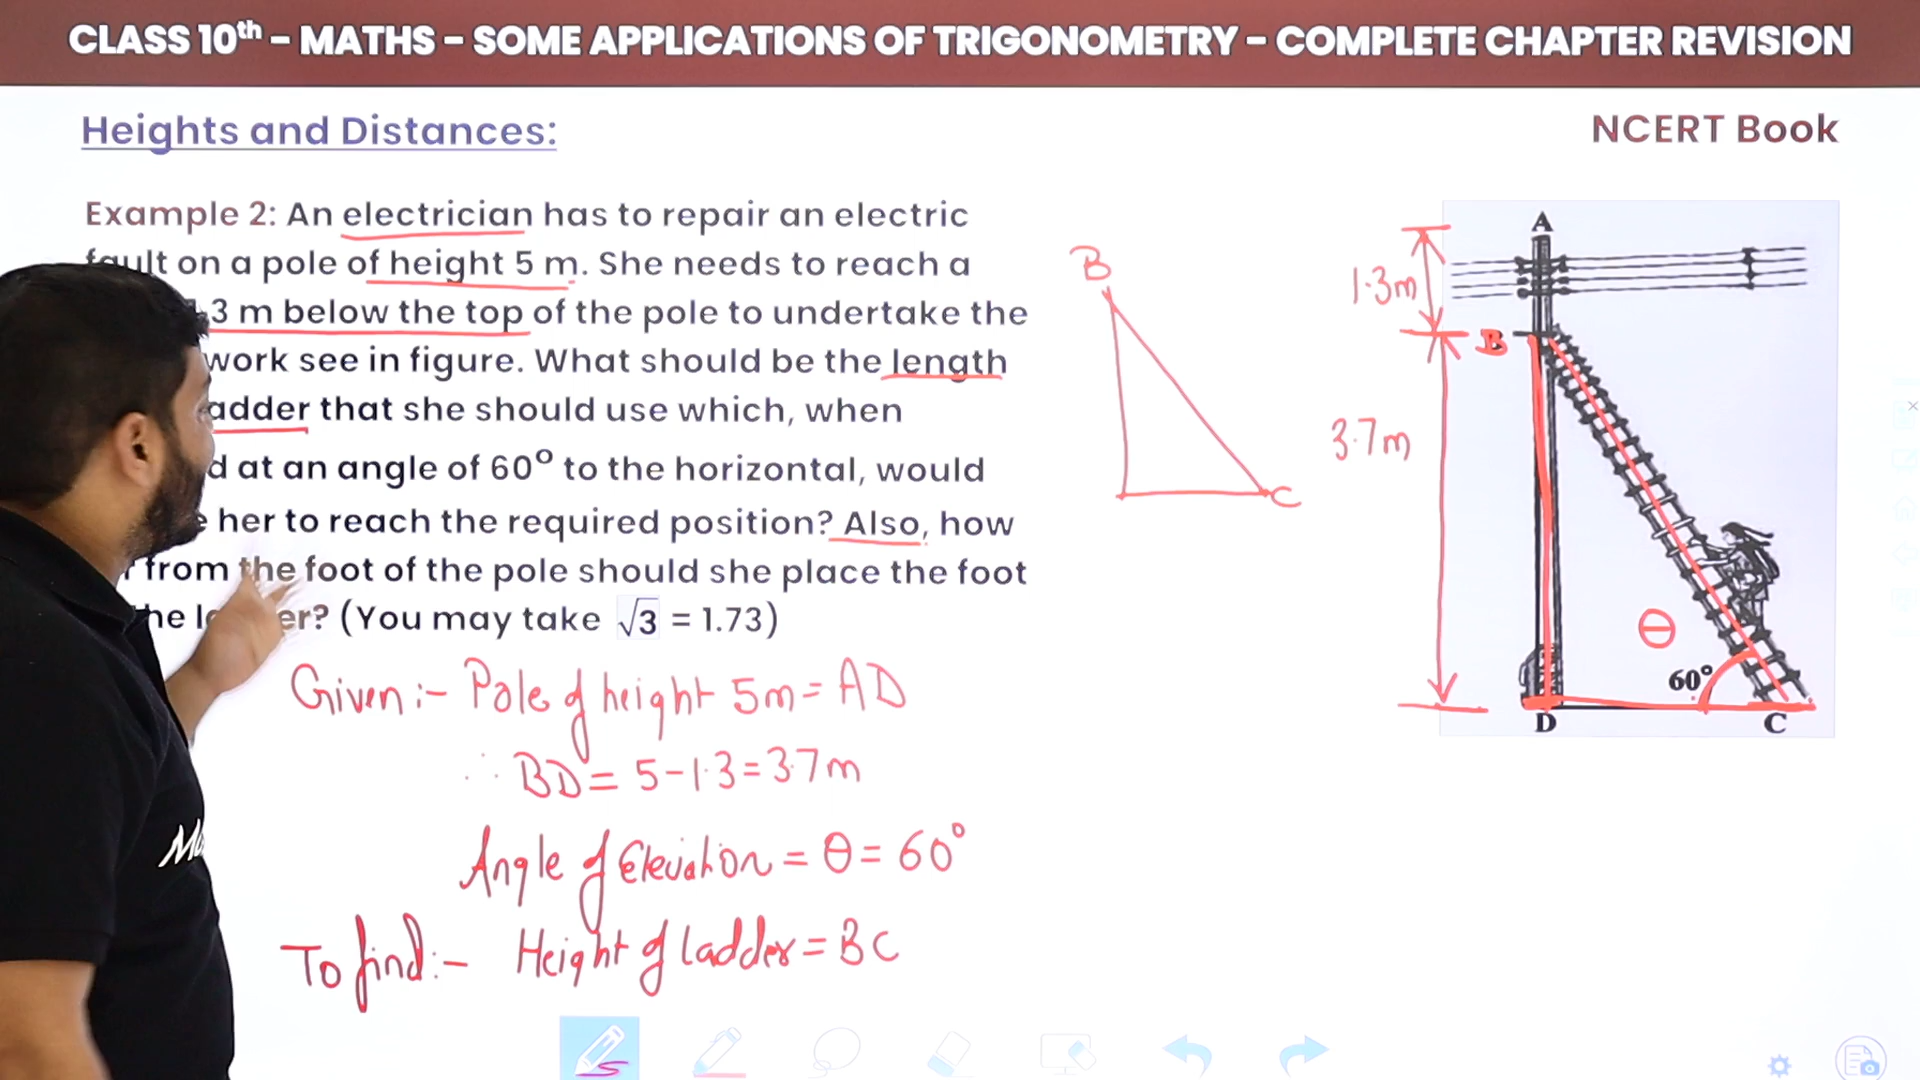 CLASS 10th – MATHS – SOME APPLICATIONS OF TRIGONOMETRY – COMPLETE CHAPTER REVISION
Heights and Distances:
NCERT Book
Example 2: An electrician has to repair an electric
fault on a pole of height 5 m. She needs to reach a
3 m below the top of the pole to undertake the
work see in figure. What should be the length
adder that she should use which, when
d at an angle of 60° to the horizontal, would
her to reach the required position? Also, how
from the foot of the pole should she place the foot
he l er? (You may take √3 = 1.73)
Given :- Pole of height 5m = AD
∴ BD = 5 - 1.3 = 3.7m
Angle of Elevation = θ = 60°
To find :- Height of ladder = BC
B
C
A
1.3m
B
3.7m
θ
60°
D
C